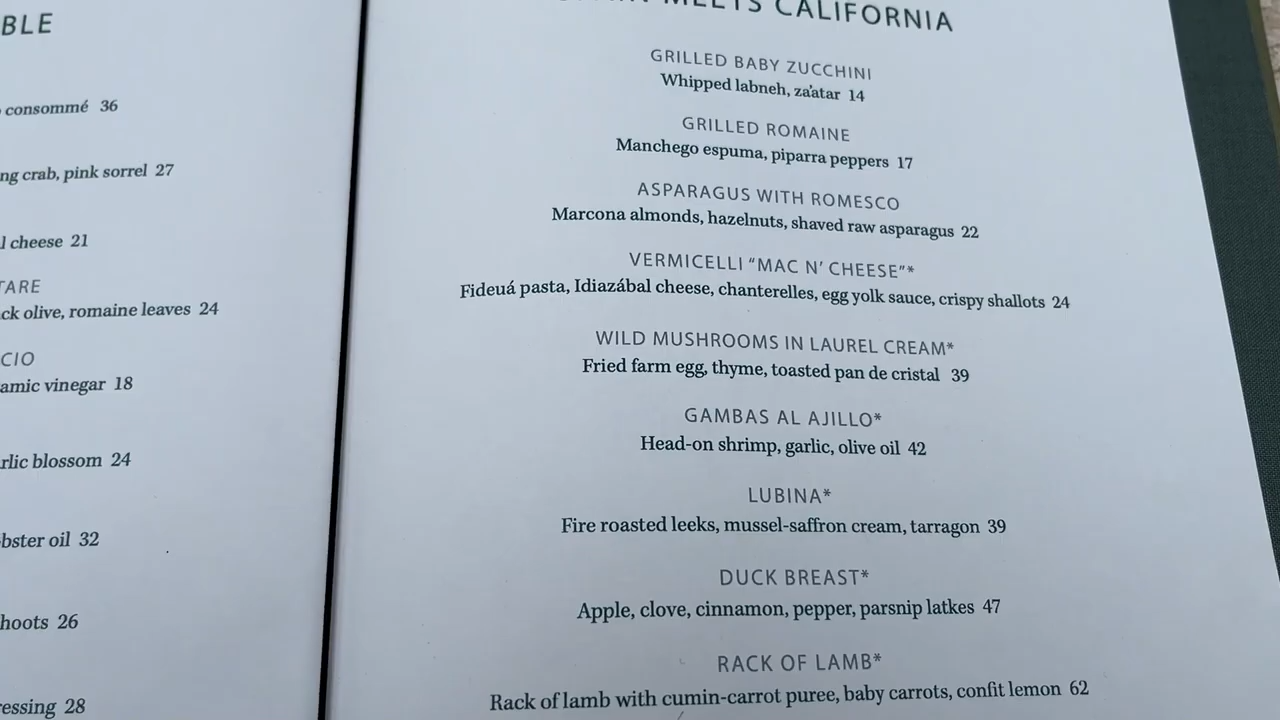 BLE
consommé 36
crab, pink sorrel 27
cheese 21
olive, romaine leaves 24
vinegar 18
blossom 24
oil 32
26
28
MEETS CALIFORNIA
GRILLED BABY ZUCCHINI
Whipped labneh, za'atar 14
GRILLED ROMAINE
Manchego espuma, piparra peppers 17
ASPARAGUS WITH ROMESCO
Marcona almonds, hazelnuts, shaved raw asparagus 22
VERMICELLI "MAC N' CHEESE"*
Fideuá pasta, Idiazábal cheese, chanterelles, egg yolk sauce, crispy shallots 24
WILD MUSHROOMS IN LAUREL CREAM*
Fried farm egg, thyme, toasted pan de cristal 39
GAMBAS AL AJILLO*
Head-on shrimp, garlic, olive oil 42
LUBINA*
Fire roasted leeks, mussel-saffron cream, tarragon 39
DUCK BREAST*
Apple, clove, cinnamon, pepper, parsnip latkes 47
RACK OF LAMB*
Rack of lamb with cumin-carrot puree, baby carrots, confit lemon 62